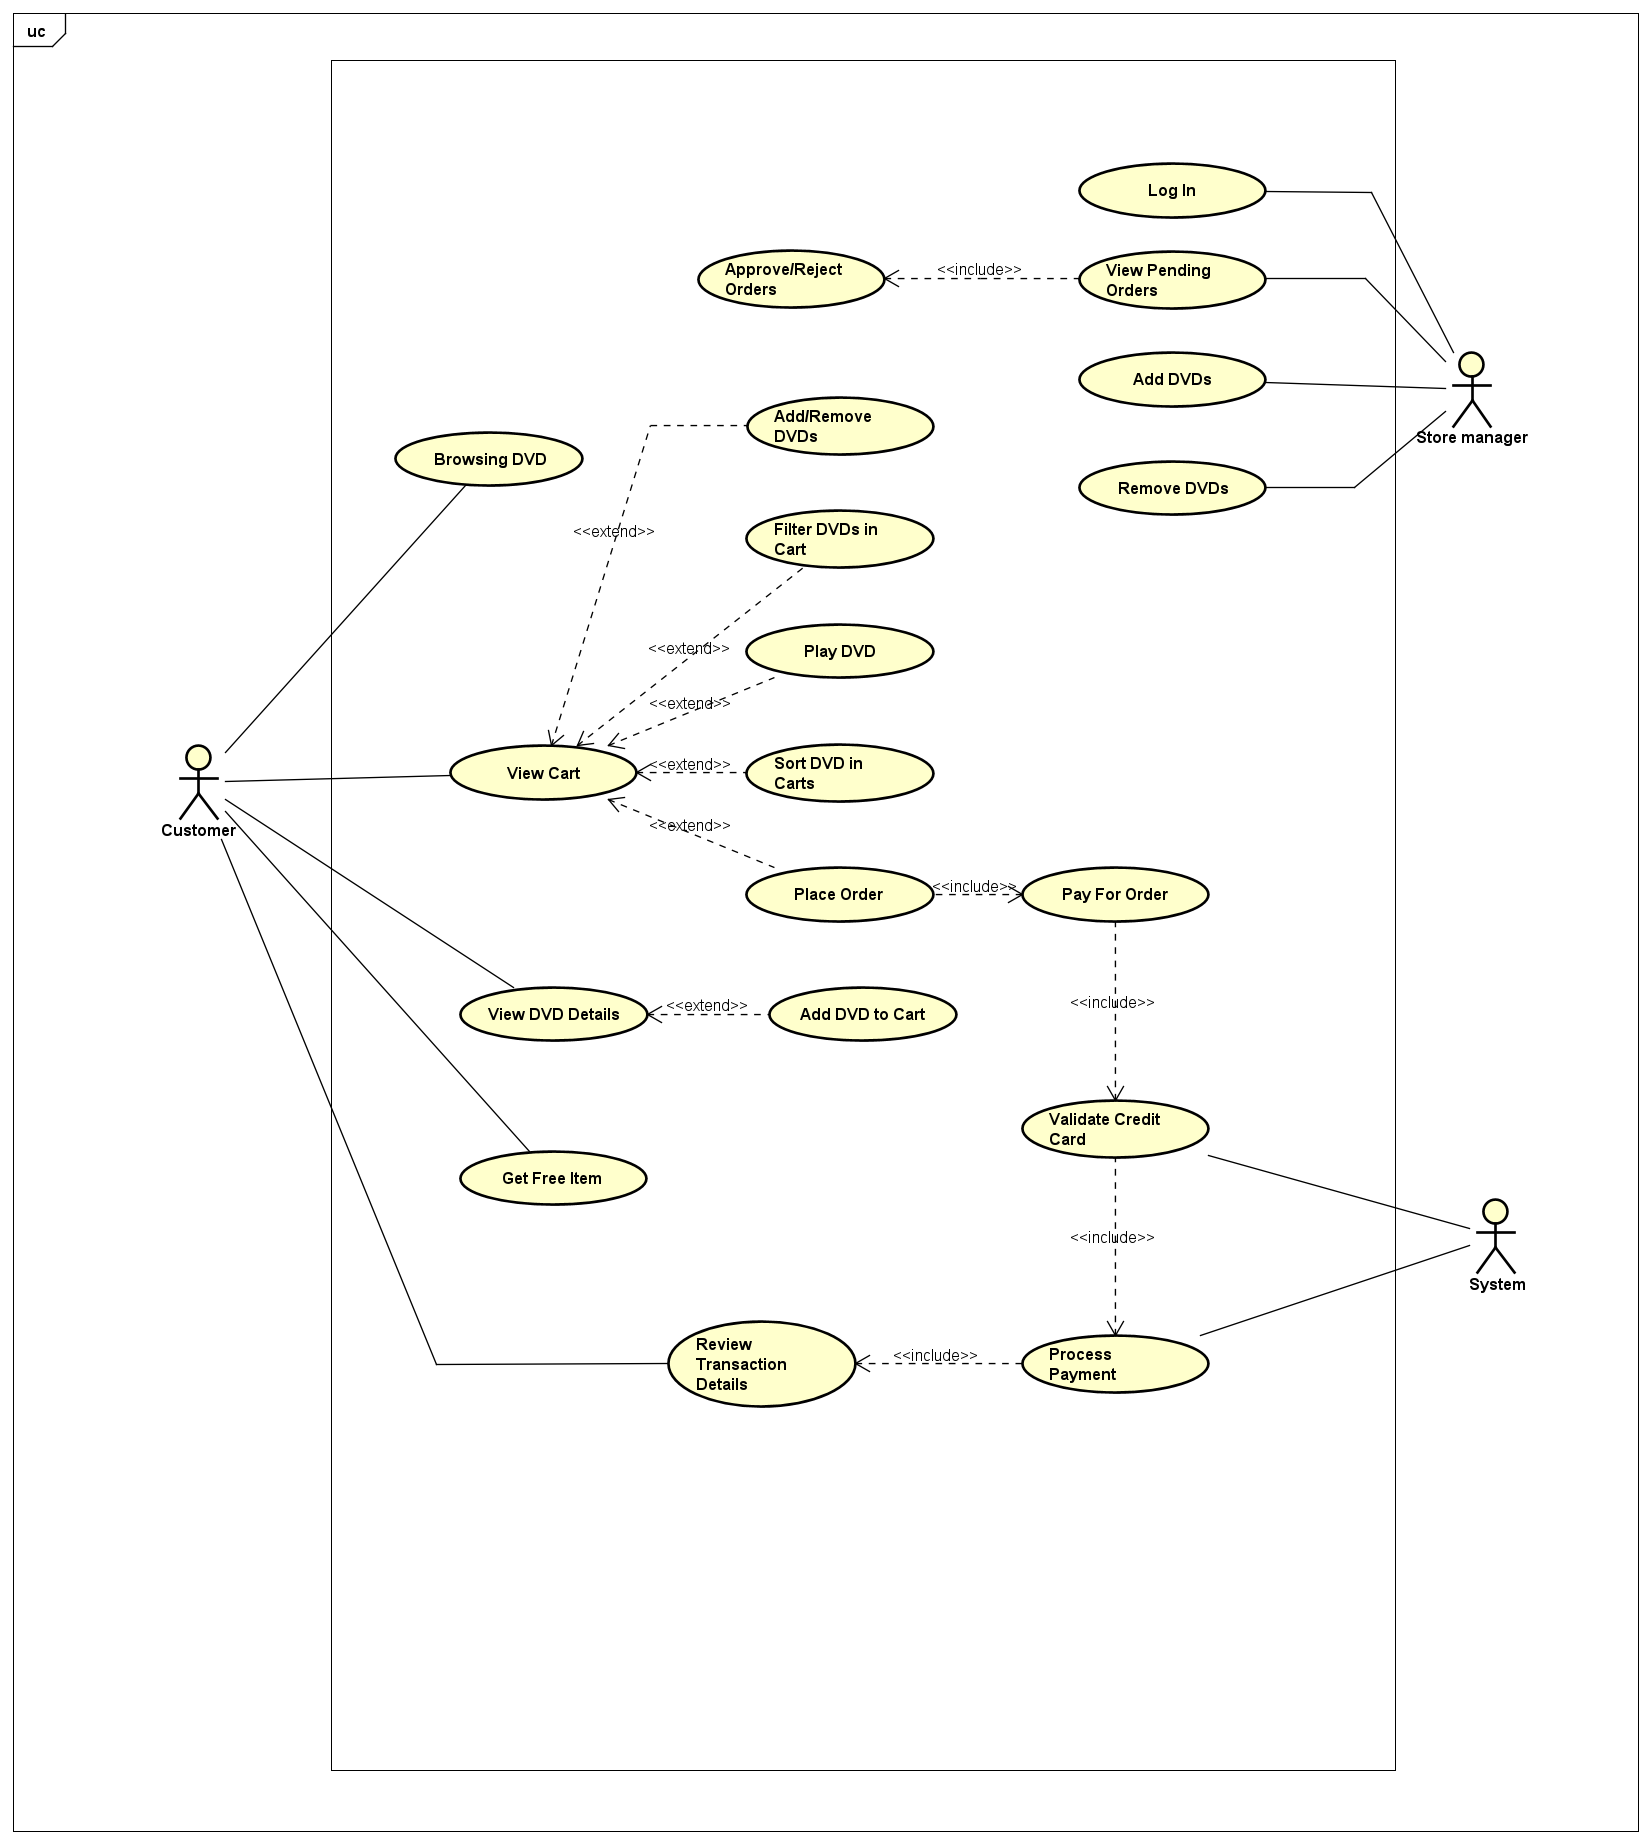 uc
Log In
Approve/Reject
Orders
<<include>>
View Pending
Orders
Add DVDs
Store manager
Add/Remove
DVDs
Browsing DVD
Remove DVDs
<<extend>>
Filter DVDs in
Cart
<<extend>>
Play DVD
<<extend>>
View Cart
<<extend>>
Sort DVD in
Carts
Customer
<<extend>>
Place Order
<<include>>
Pay For Order
<<include>>
View DVD Details
<<extend>>
Add DVD to Cart
Validate Credit
Card
Get Free Item
<<include>>
System
Review
Transaction
Details
<<include>>
Process
Payment